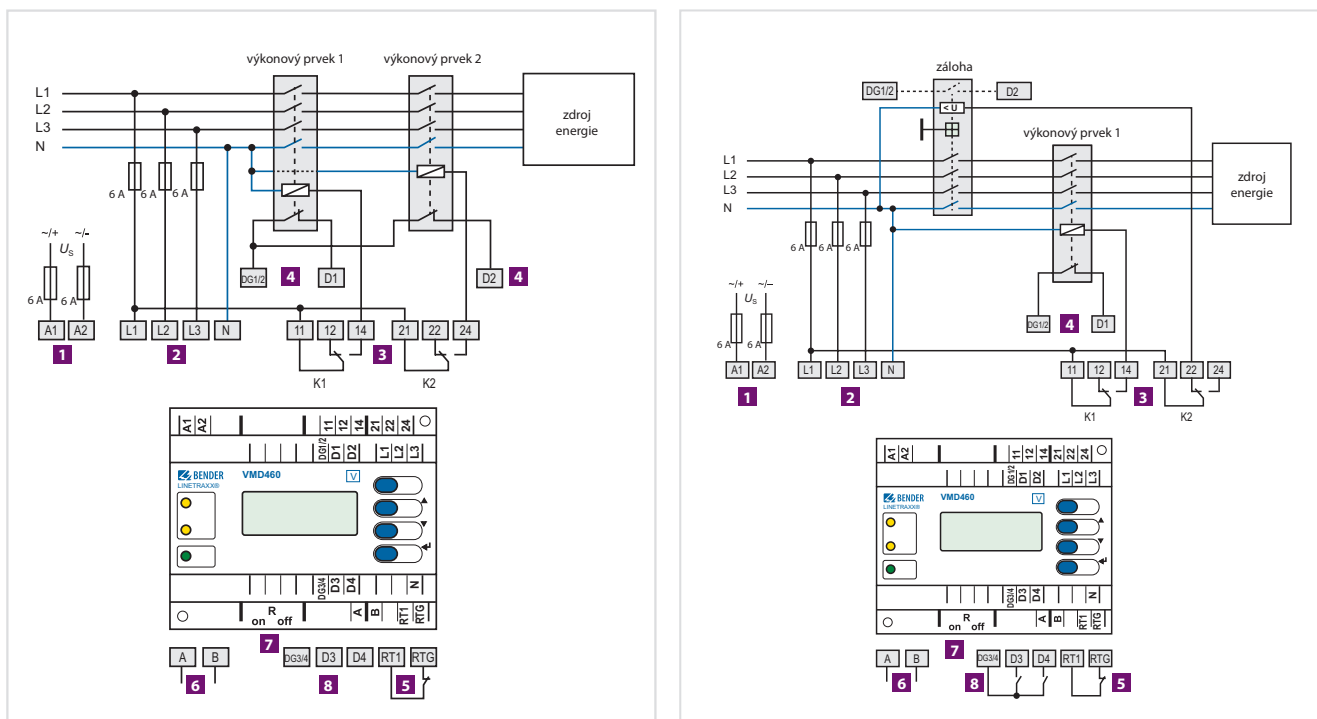 výkonový prvek 1 výkonový prvek 2
L1
L2
L3
N
zdroj
energie
6 A 6 A 6 A
~/+ ~/-
U_S
6 A 6 A
DG1/2 4 D1 D2 4
A1 A2 L1 L2 L3 N 11 12 14 21 22 24
1 2 3
K1 K2
A1 A2 11 12 14 21 22 24
DG1/2 D1 D2 L1 L2 L3
BENDER VMD460 V
LINETRAXX®
DG3/4 D3 D4 N
R
on off A B RT1 RTG
7
A B DG3/4 D3 D4 RT1 RTG
6 8 5
záloha
DG1/2 D2
< U
výkonový prvek 1
L1
L2
L3
N
zdroj
energie
6 A 6 A 6 A
~/+ ~/-
U_S
6 A 6 A
DG1/2 4 D1
A1 A2 L1 L2 L3 N 11 12 14 21 22 24
1 2 3
K1 K2
A1 A2 11 12 14 21 22 24
DG1/2 D1 D2 L1 L2 L3
BENDER VMD460 V
LINETRAXX®
DG3/4 D3 D4 N
R
on off A B RT1 RTG
7
A B DG3/4 D3 D4 RT1 RTG
6 8 5